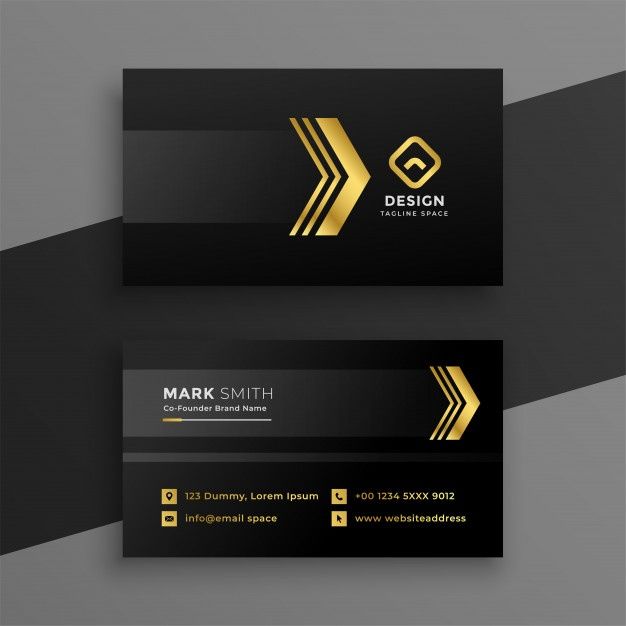 DESIGN
TAGLINE SPACE
MARK SMITH
Co-Founder Brand Name
123 Dummy, Lorem Ipsum
+00 1234 5XXX 9012
info@email space
www websiteaddress